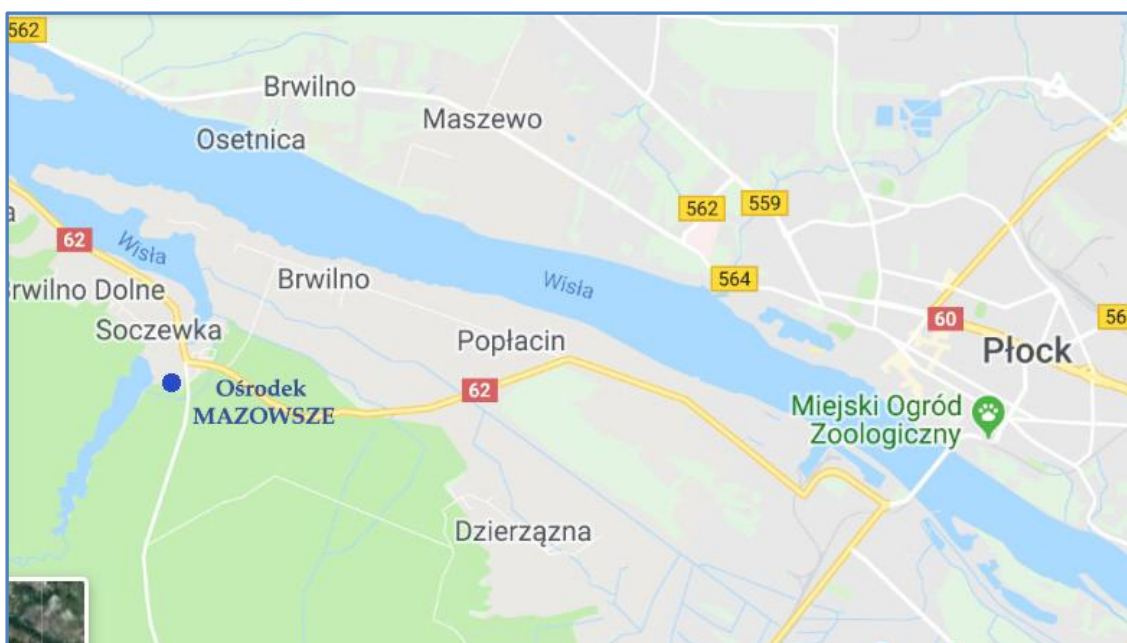 562
Brwilno
Maszewo
Osetnica
562
559
a
62
Wisła
Brwilno
Wisła
564
rwilno Dolne
Soczewka
Popłacin
60
56
Płock
Ośrodek
MAZOWSZE
62
Miejski Ogród
Zoologiczny
Dzierzązna